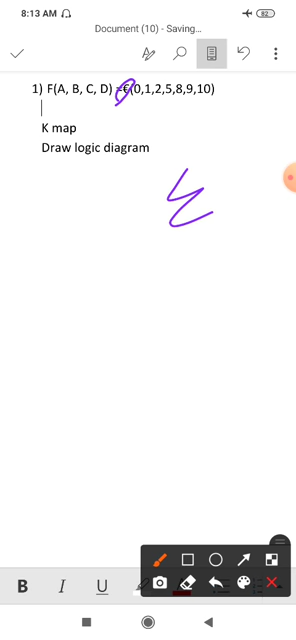 8:13 AM
82
Document (10) - Saving...
1) F(A, B, C, D) =€(0,1,2,5,8,9,10)
K map
Draw logic diagram
B I U